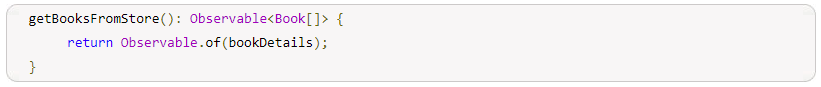 getBooksFromStore(): Observable<Book[]> {
return Observable.of(bookDetails);
}